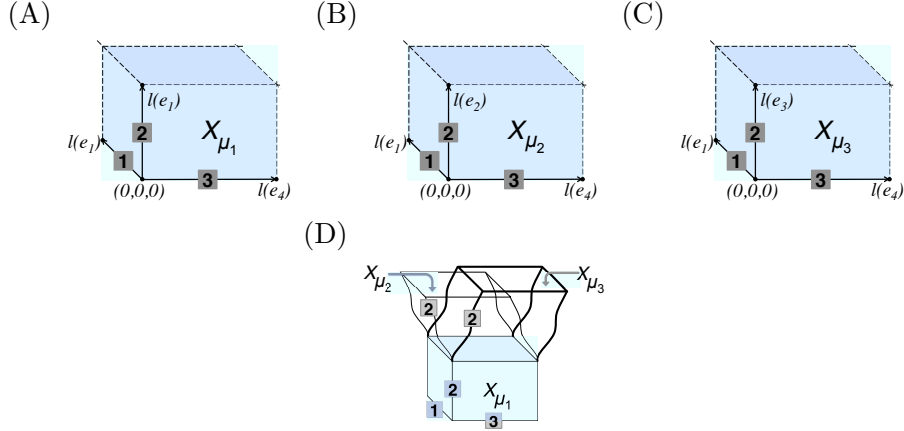 (A) (B) (C)
l(e₁) l(e₂) l(e₃)
2 X_μ₁ 2 X_μ₂ 2 X_μ₃
l(e₁) l(e₁) l(e₁)
1 1 1
3 3 3
(0,0,0) l(e₄) (0,0,0) l(e₄) (0,0,0) l(e₄)
(D)
X_μ₂ X_μ₃
2 2
2 X_μ₁
1
3